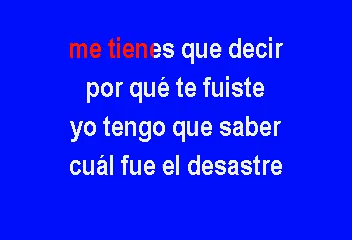 me tienes que decir
por qué te fuiste
yo tengo que saber
cuál fue el desastre